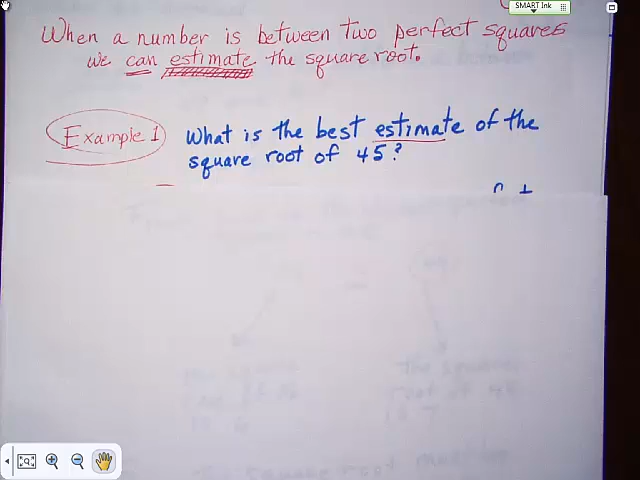 SMART Ink
When a number is between two perfect squares
we can estimate the square root.
Example 1
What is the best estimate of the
square root of 45?